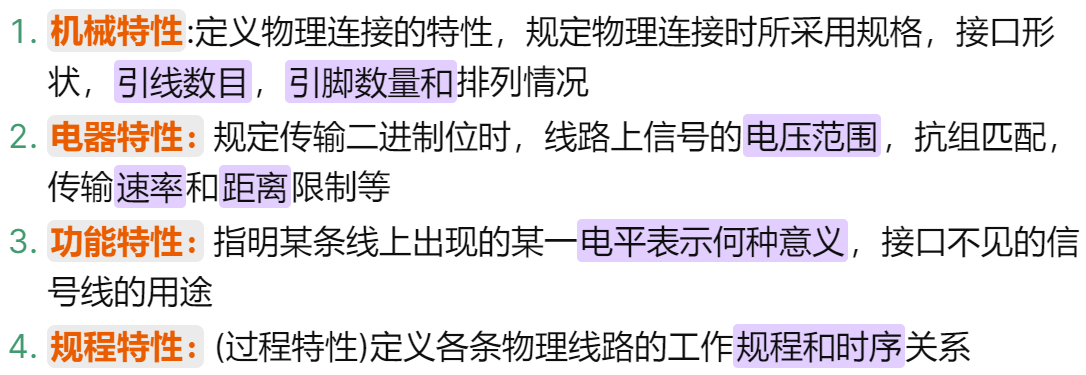 1. 机械特性:定义物理连接的特性，规定物理连接时所采用规格，接口形
状，引线数目，引脚数量和排列情况
2. 电器特性：规定传输二进制位时，线路上信号的电压范围，抗组匹配，
传输速率和距离限制等
3. 功能特性：指明某条线上出现的某一电平表示何种意义，接口不见的信
号线的用途
4. 规程特性：(过程特性)定义各条物理线路的工作规程和时序关系